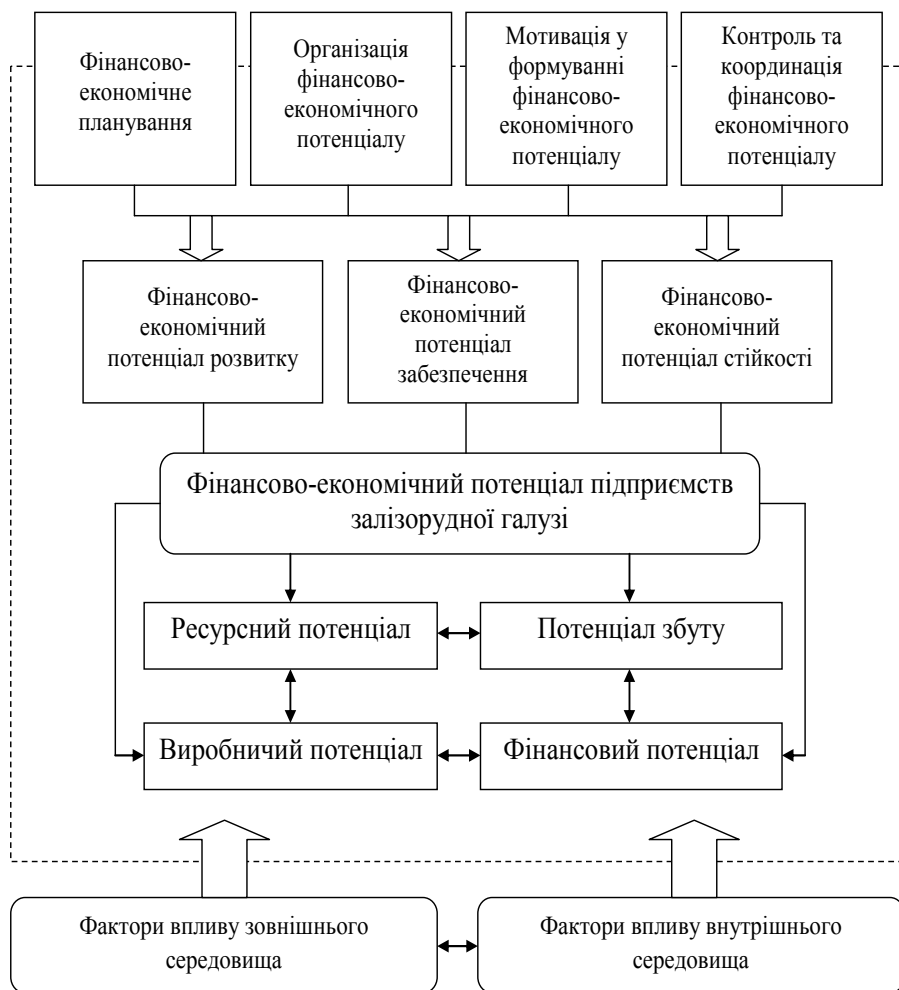 Фінансово-
економічне
планування
Організація
фінансово-
економічного
потенціалу
Мотивація у
формуванні
фінансово-
економічного
потенціалу
Контроль та
координація
фінансово-
економічного
потенціалу
Фінансово-
економічний
потенціал розвитку
Фінансово-
економічний
потенціал
забезпечення
Фінансово-
економічний
потенціал стійкості
Фінансово-економічний потенціал підприємств
залізорудної галузі
Ресурсний потенціал
Потенціал збуту
Виробничий потенціал
Фінансовий потенціал
Фактори впливу зовнішнього
середовища
Фактори впливу внутрішнього
середовища